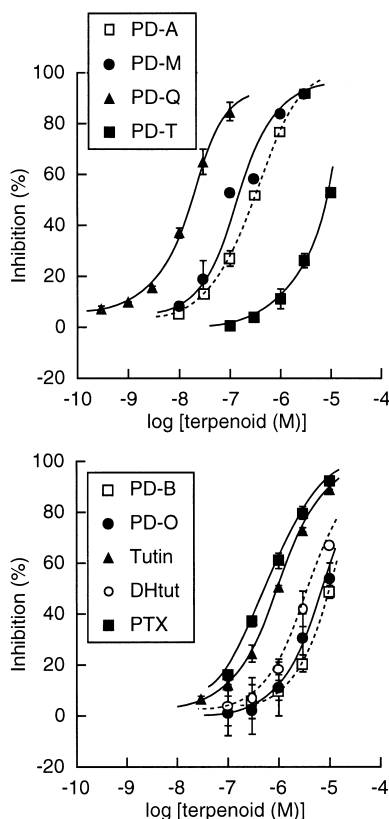 PD-A
PD-M
PD-Q
PD-T
100
80
60
40
20
0
-20
Inhibition (%)
-10 -9 -8 -7 -6 -5 -4
log [terpenoid (M)]
PD-B
PD-O
Tutin
DHtut
PTX
100
80
60
40
20
0
-20
Inhibition (%)
-10 -9 -8 -7 -6 -5 -4
log [terpenoid (M)]